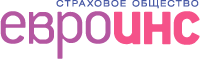 СТРАХОВОЕ ОБЩЕСТВО
евроинс